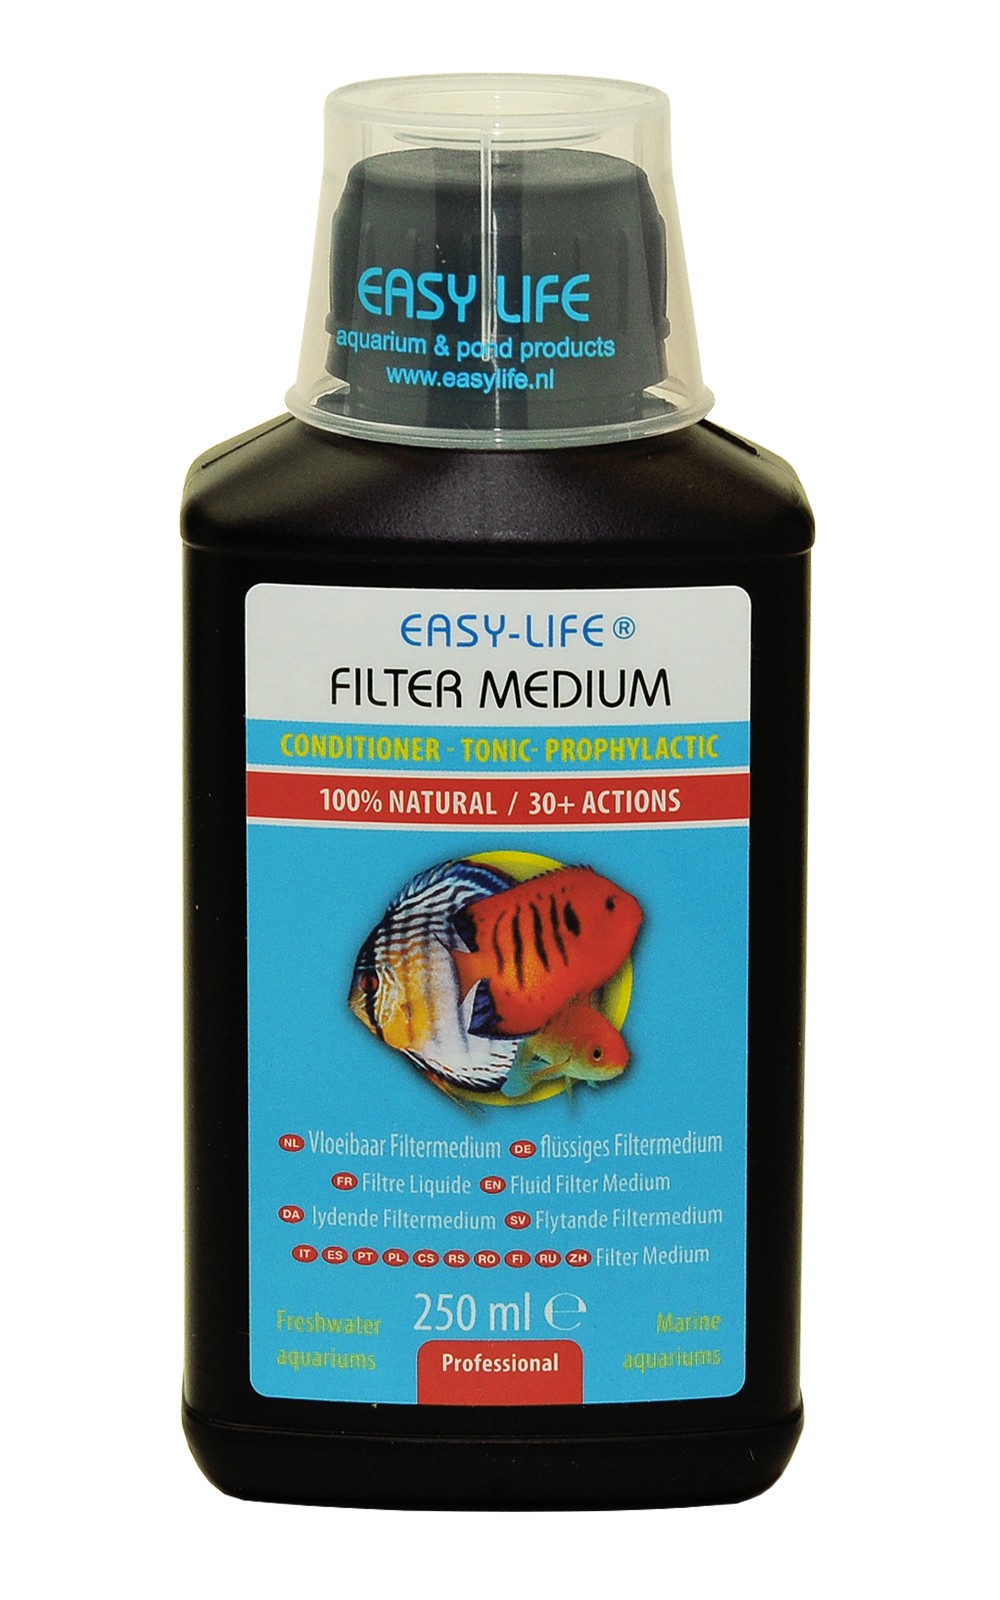 EASY LIFE
aquarium & pond products
www.easylife.nl
EASY-LIFE®
FILTER MEDIUM
CONDITIONER - TONIC- PROPHYLACTIC
100% NATURAL / 30+ ACTIONS
NL Vloeibaar Filtermedium DE flüssiges Filtermedium
FR Filtre Liquide EN Fluid Filter Medium
DA lydende Filtermedium SV Flytande Filtermedium
IT ES PT PL CS RS RO FI RU ZH Filter Medium
250 ml ℮
Freshwater aquariums
Marine aquariums
Professional